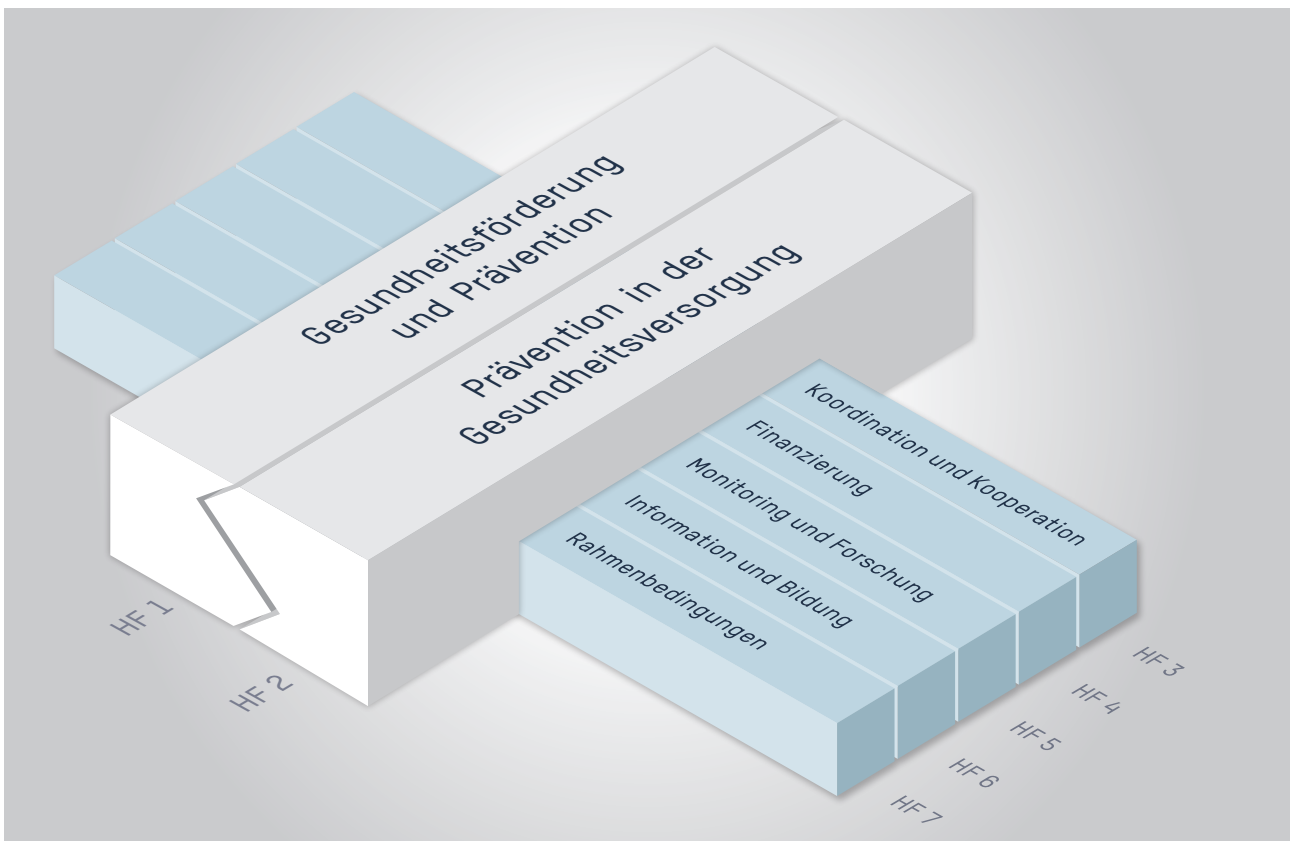 Gesundheitsförderung
und Prävention
Prävention in der
Gesundheitsversorgung
Koordination und Kooperation
Finanzierung
Monitoring und Forschung
Information und Bildung
Rahmenbedingungen
HF 1
HF 2
HF 3
HF 4
HF 5
HF 6
HF 7